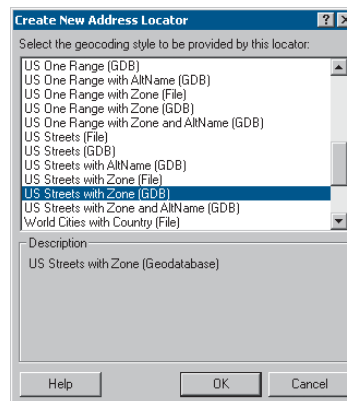 Create New Address Locator
Select the geocoding style to be provided by this locator:
US One Range (GDB)
US One Range with AltName (GDB)
US One Range with Zone (File)
US One Range with Zone (GDB)
US One Range with Zone and AltName (GDB)
US Streets (File)
US Streets (GDB)
US Streets with AltName (GDB)
US Streets with Zone (File)
US Streets with Zone (GDB)
US Streets with Zone and AltName (GDB)
World Cities with Country (File)
Description
US Streets with Zone (Geodatabase)
Help OK Cancel